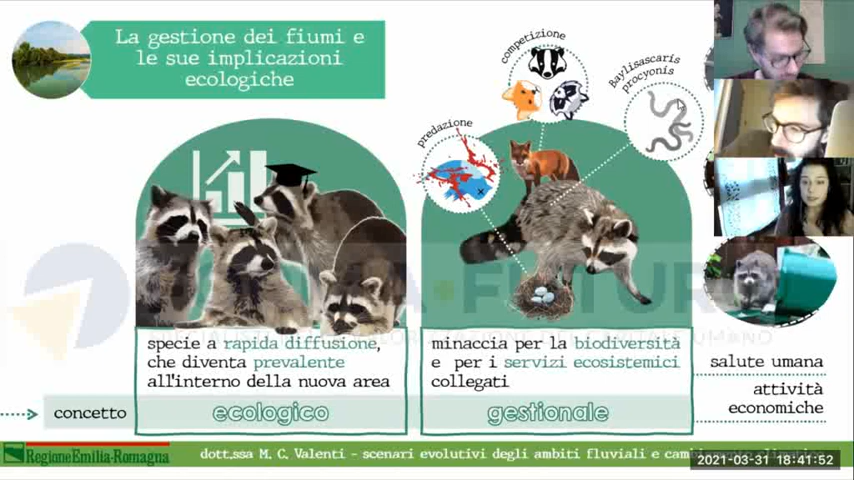 La gestione dei fiumi e
le sue implicazioni
ecologiche
competizione
Baylisascaris
procyonis
predazione
specie a rapida diffusione,
che diventa prevalente
all'interno della nuova area
minaccia per la biodiversità
e per i servizi ecosistemici
collegati
salute umana
attività
economiche
concetto
ecologico
gestionale
RegioneEmilia-Romagna
dott.ssa M. C. Valenti - scenari evolutivi degli ambiti fluviali e
2021-03-31 18:41:52